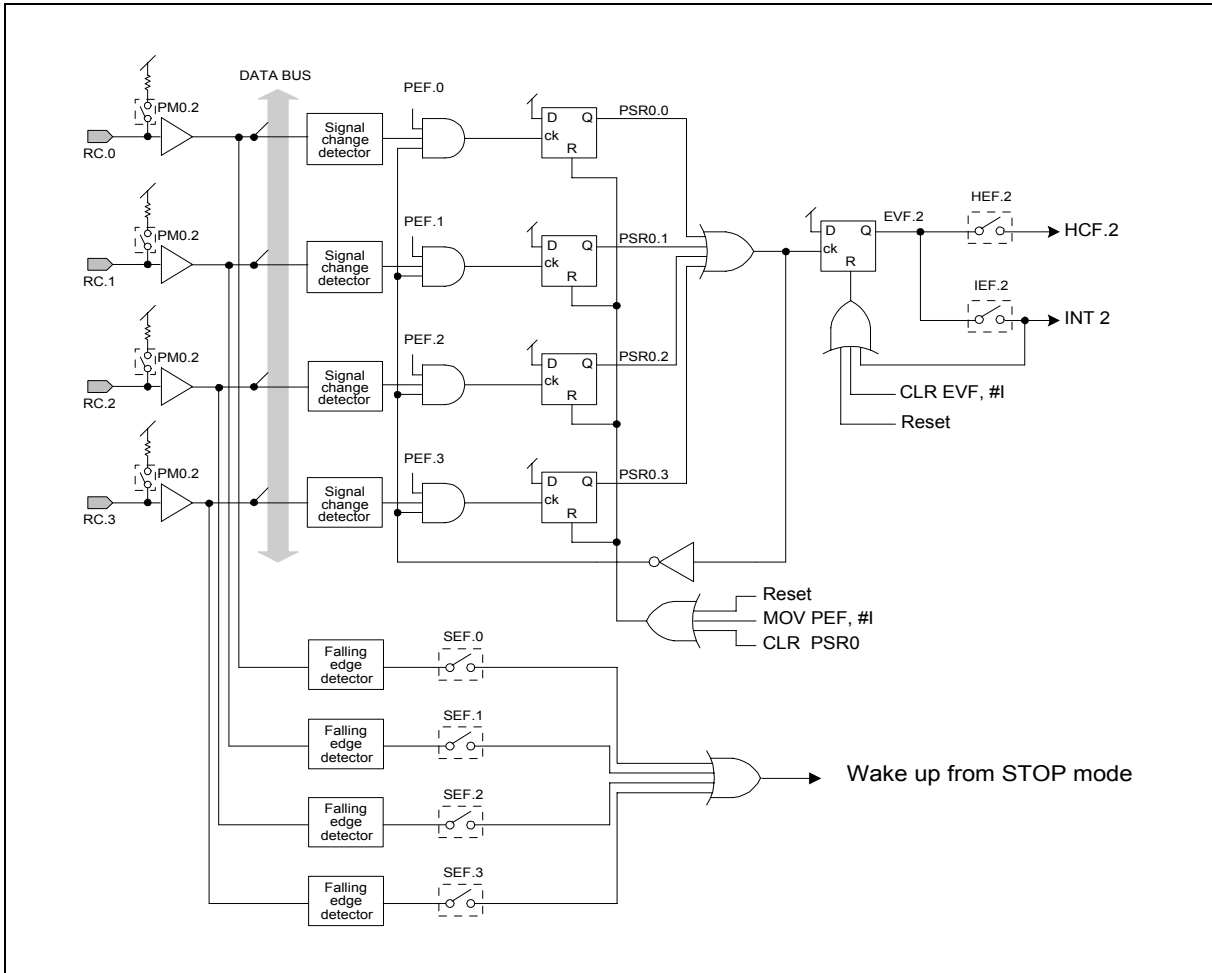 DATA BUS
PM0.2
RC.0
Signal
change
detector
PEF.0
D Q
ck
R
PSR0.0
PM0.2
RC.1
Signal
change
detector
PEF.1
D Q
ck
R
PSR0.1
PM0.2
RC.2
Signal
change
detector
PEF.2
D Q
ck
R
PSR0.2
PM0.2
RC.3
Signal
change
detector
PEF.3
D Q
ck
R
PSR0.3
D Q
ck
R
EVF.2
HEF.2
HCF.2
IEF.2
INT 2
CLR EVF, #I
Reset
Reset
MOV PEF, #I
CLR PSR0
Falling
edge
detector
SEF.0
Falling
edge
detector
SEF.1
Falling
edge
detector
SEF.2
Falling
edge
detector
SEF.3
Wake up from STOP mode